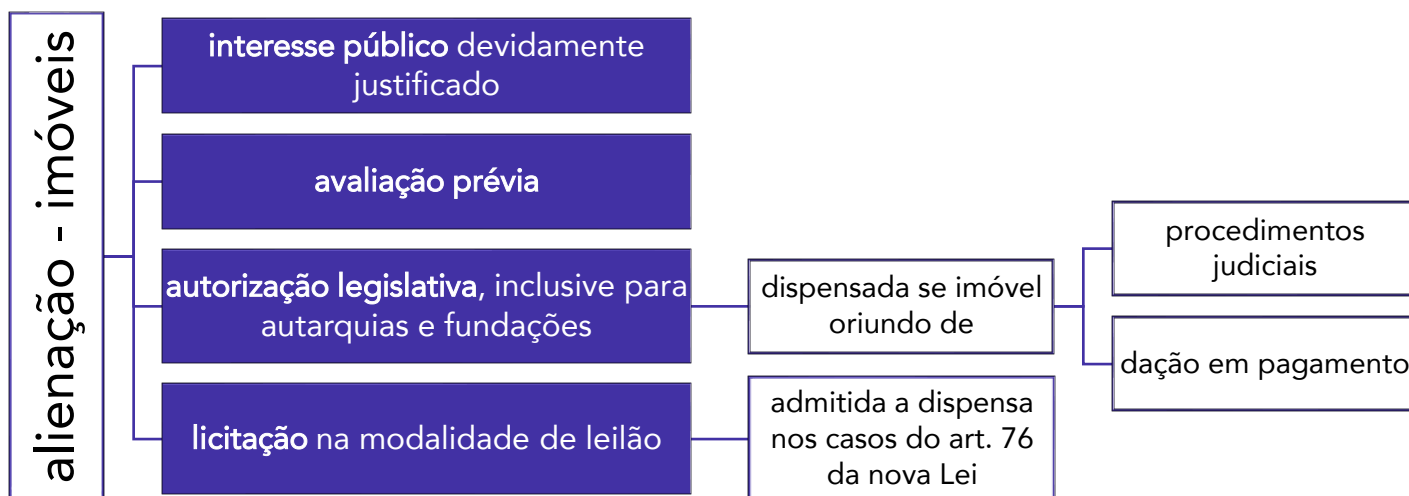 alienação - imóveis
interesse público devidamente
justificado
avaliação prévia
autorização legislativa, inclusive para
autarquias e fundações
dispensada se imóvel
oriundo de
procedimentos
judiciais
dação em pagamento
licitação na modalidade de leilão
admitida a dispensa
nos casos do art. 76
da nova Lei